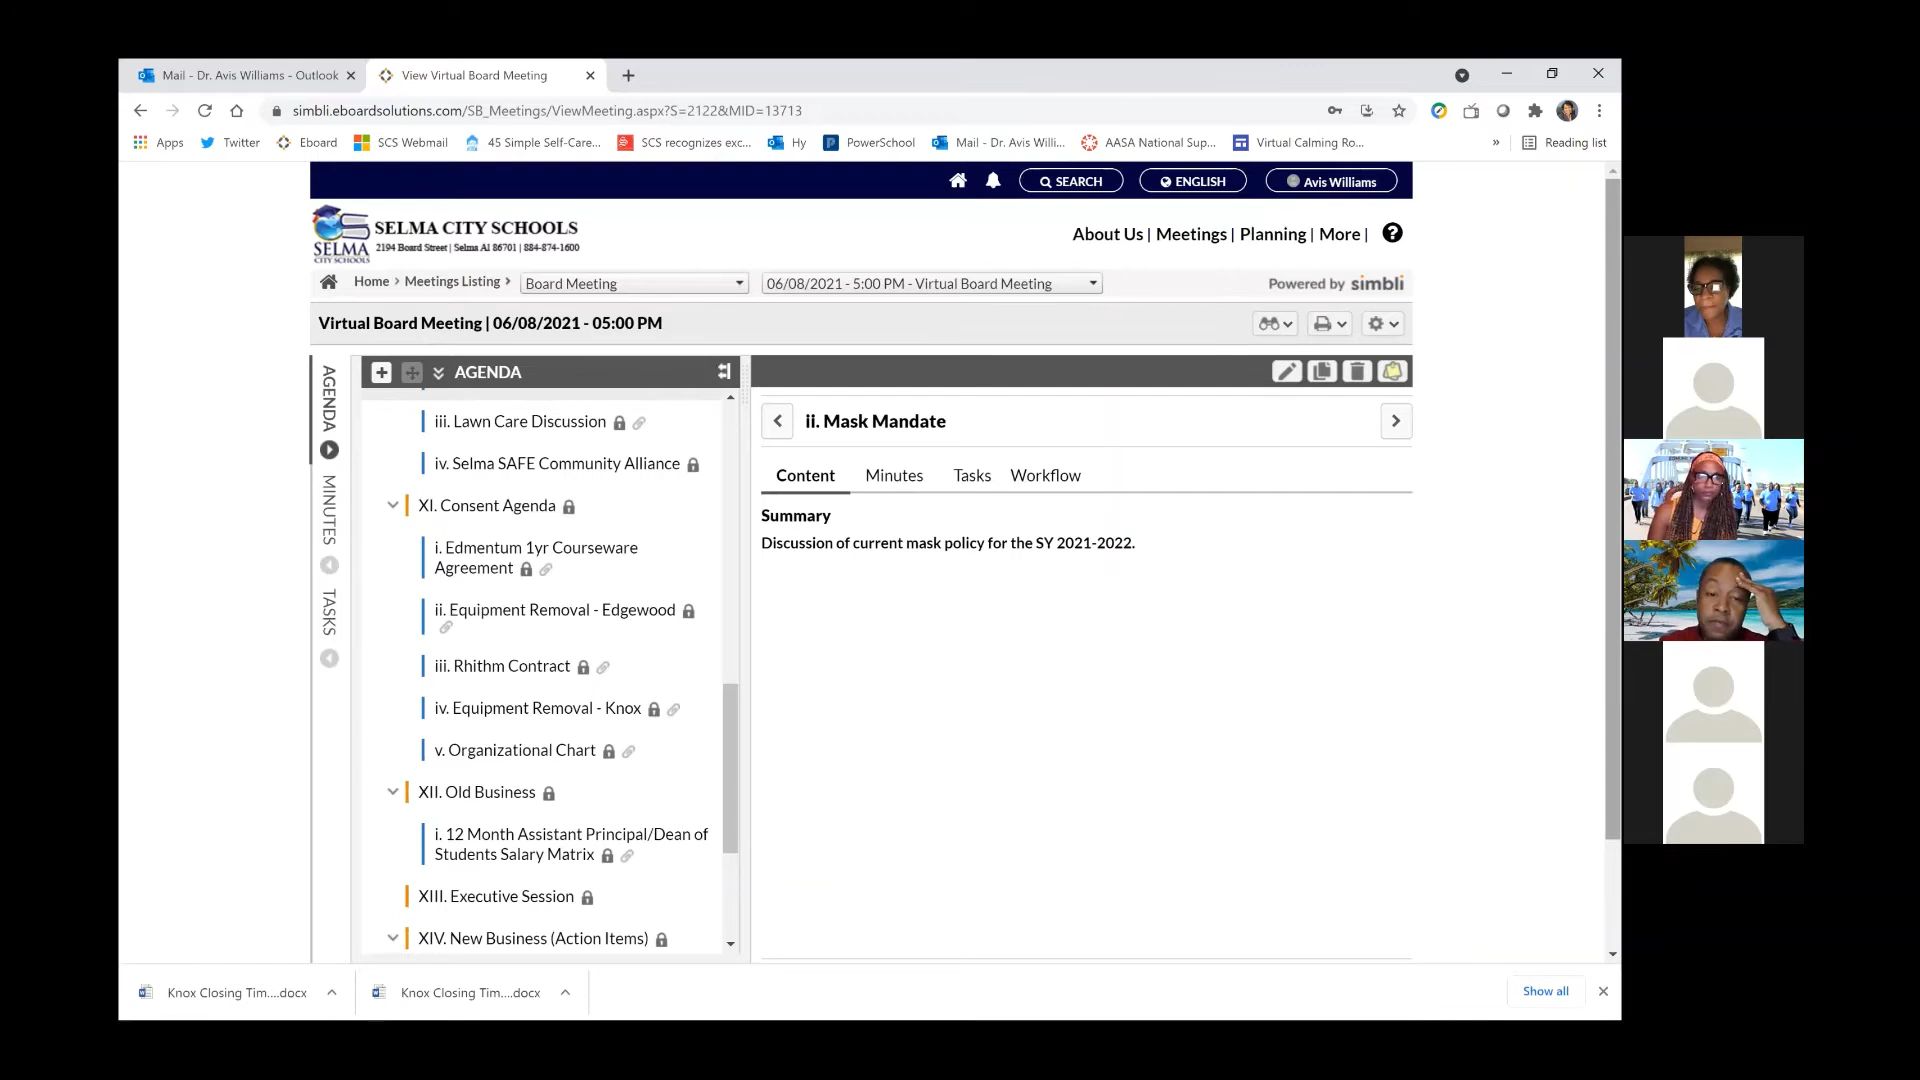 Mail - Dr. Avis Williams - Outlook
View Virtual Board Meeting
simbli.eboardsolutions.com/SB_Meetings/ViewMeeting.aspx?S=2122&MID=13713
Apps
Twitter
Eboard
SCS Webmail
45 Simple Self-Care...
SCS recognizes exc...
Hy
PowerSchool
Mail - Dr. Avis Willi...
AASA National Sup...
Virtual Calming Ro...
»
Reading list
SEARCH
ENGLISH
Avis Williams
SELMA CITY SCHOOLS
2194 Board Street | Selma Al 86701 | 884-874-1600
SELMA
CITY SCHOOLS
About Us | Meetings | Planning | More |
Home > Meetings Listing >
Board Meeting
06/08/2021 - 5:00 PM - Virtual Board Meeting
Powered by simbli
Virtual Board Meeting | 06/08/2021 - 05:00 PM
AGENDA
MINUTES
TASKS
AGENDA
iii. Lawn Care Discussion
iv. Selma SAFE Community Alliance
XI. Consent Agenda
i. Edmentum 1yr Courseware
Agreement
ii. Equipment Removal - Edgewood
iii. Rhithm Contract
iv. Equipment Removal - Knox
v. Organizational Chart
XII. Old Business
i. 12 Month Assistant Principal/Dean of
Students Salary Matrix
XIII. Executive Session
XIV. New Business (Action Items)
ii. Mask Mandate
Content
Minutes
Tasks
Workflow
Summary
Discussion of current mask policy for the SY 2021-2022.
Knox Closing Tim....docx
Knox Closing Tim....docx
Show all